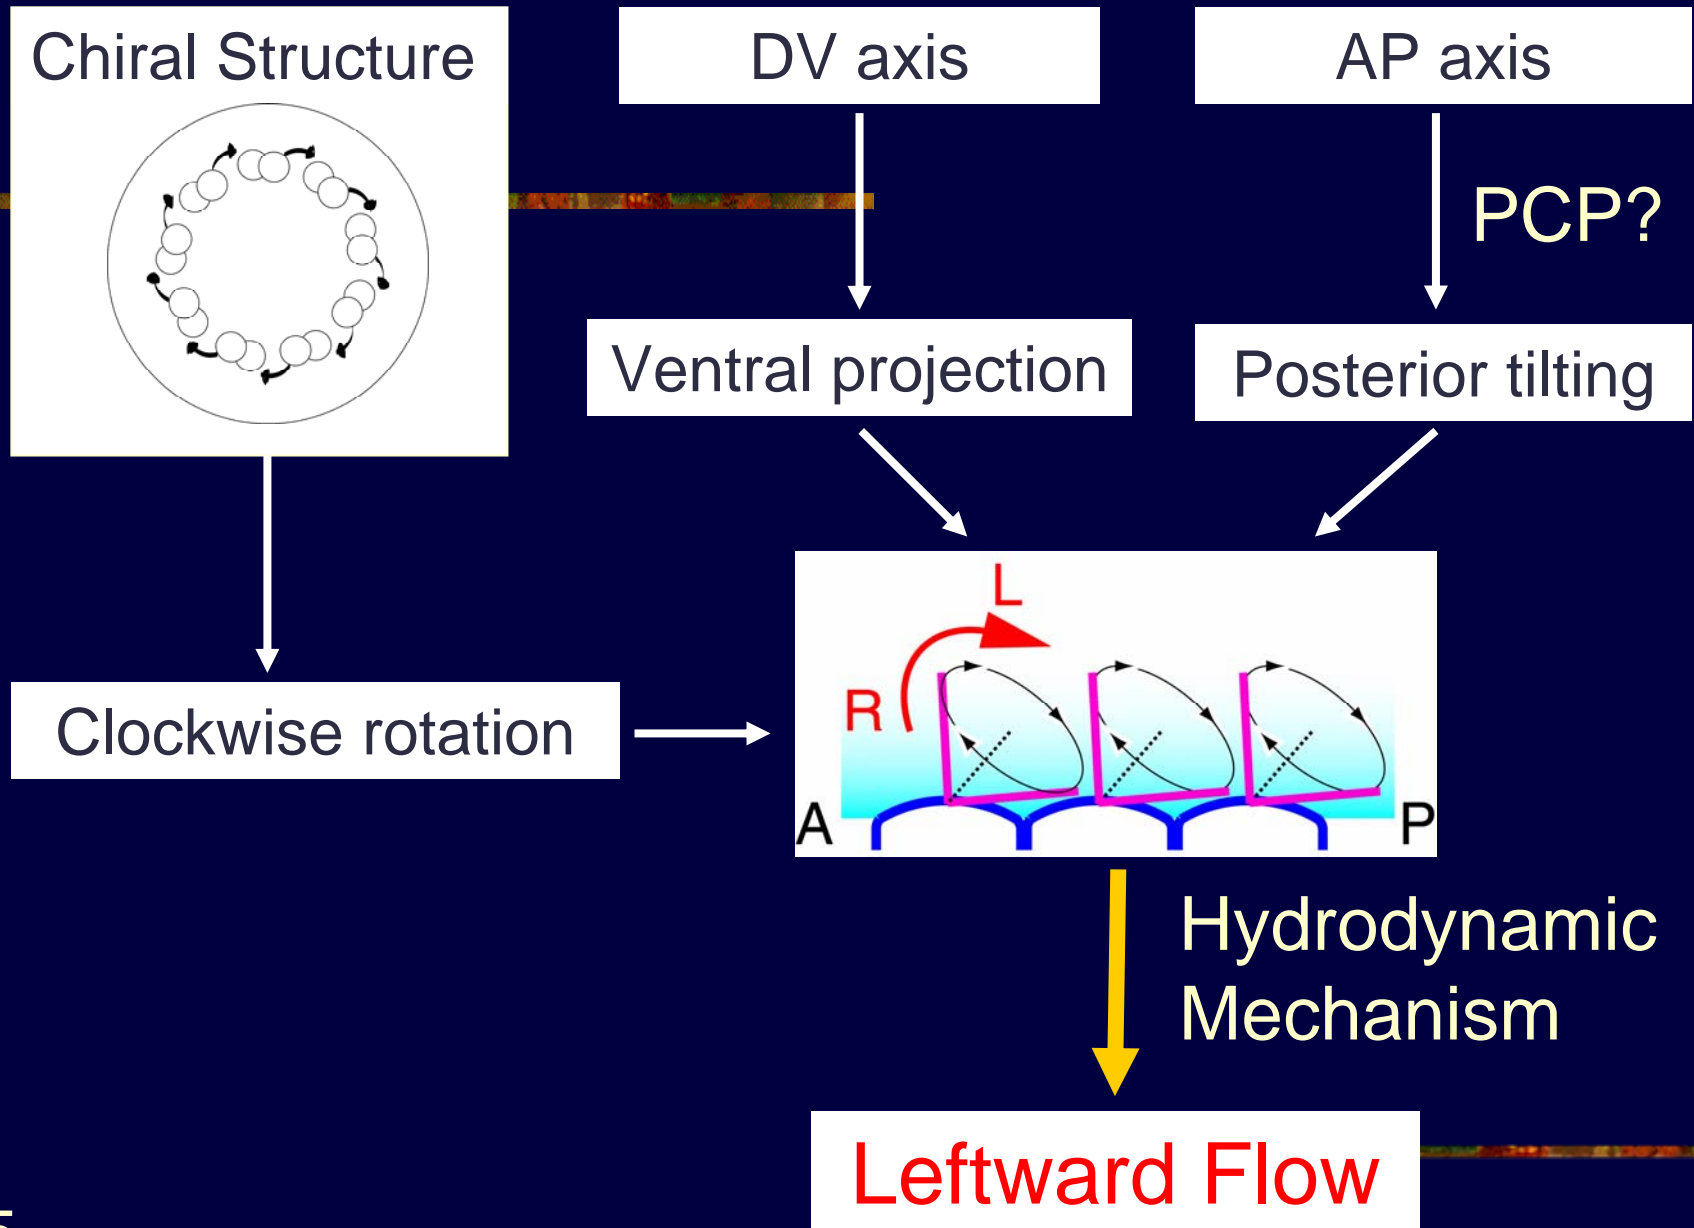 Chiral Structure
DV axis
AP axis
PCP?
Ventral projection
Posterior tilting
Clockwise rotation
L
R
A
P
Hydrodynamic
Mechanism
Leftward Flow